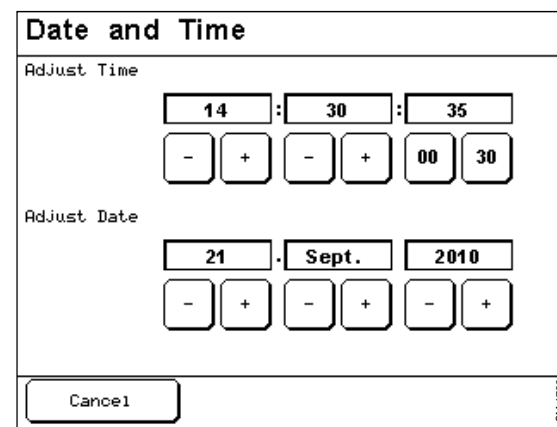 Date and Time
Adjust Time
14 : 30 : 35
- + - + 00 30
Adjust Date
21 . Sept. 2010
- + - + - +
Cancel